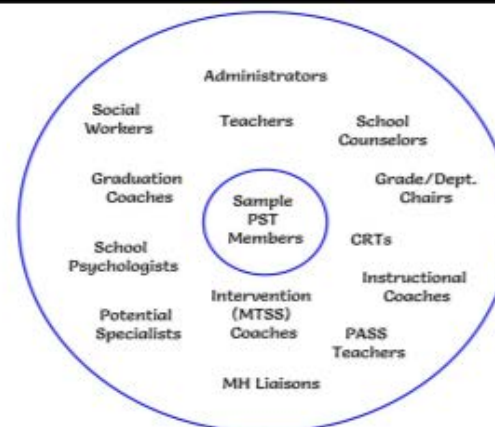 Administrators
Social
Workers
Teachers
School
Counselors
Graduation
Coaches
Grade/Dept.
Chairs
Sample
PST
Members
School
Psychologists
CRTs
Instructional
Coaches
Intervention
(MTSS)
Coaches
Potential
Specialists
PASS
Teachers
MH Liaisons